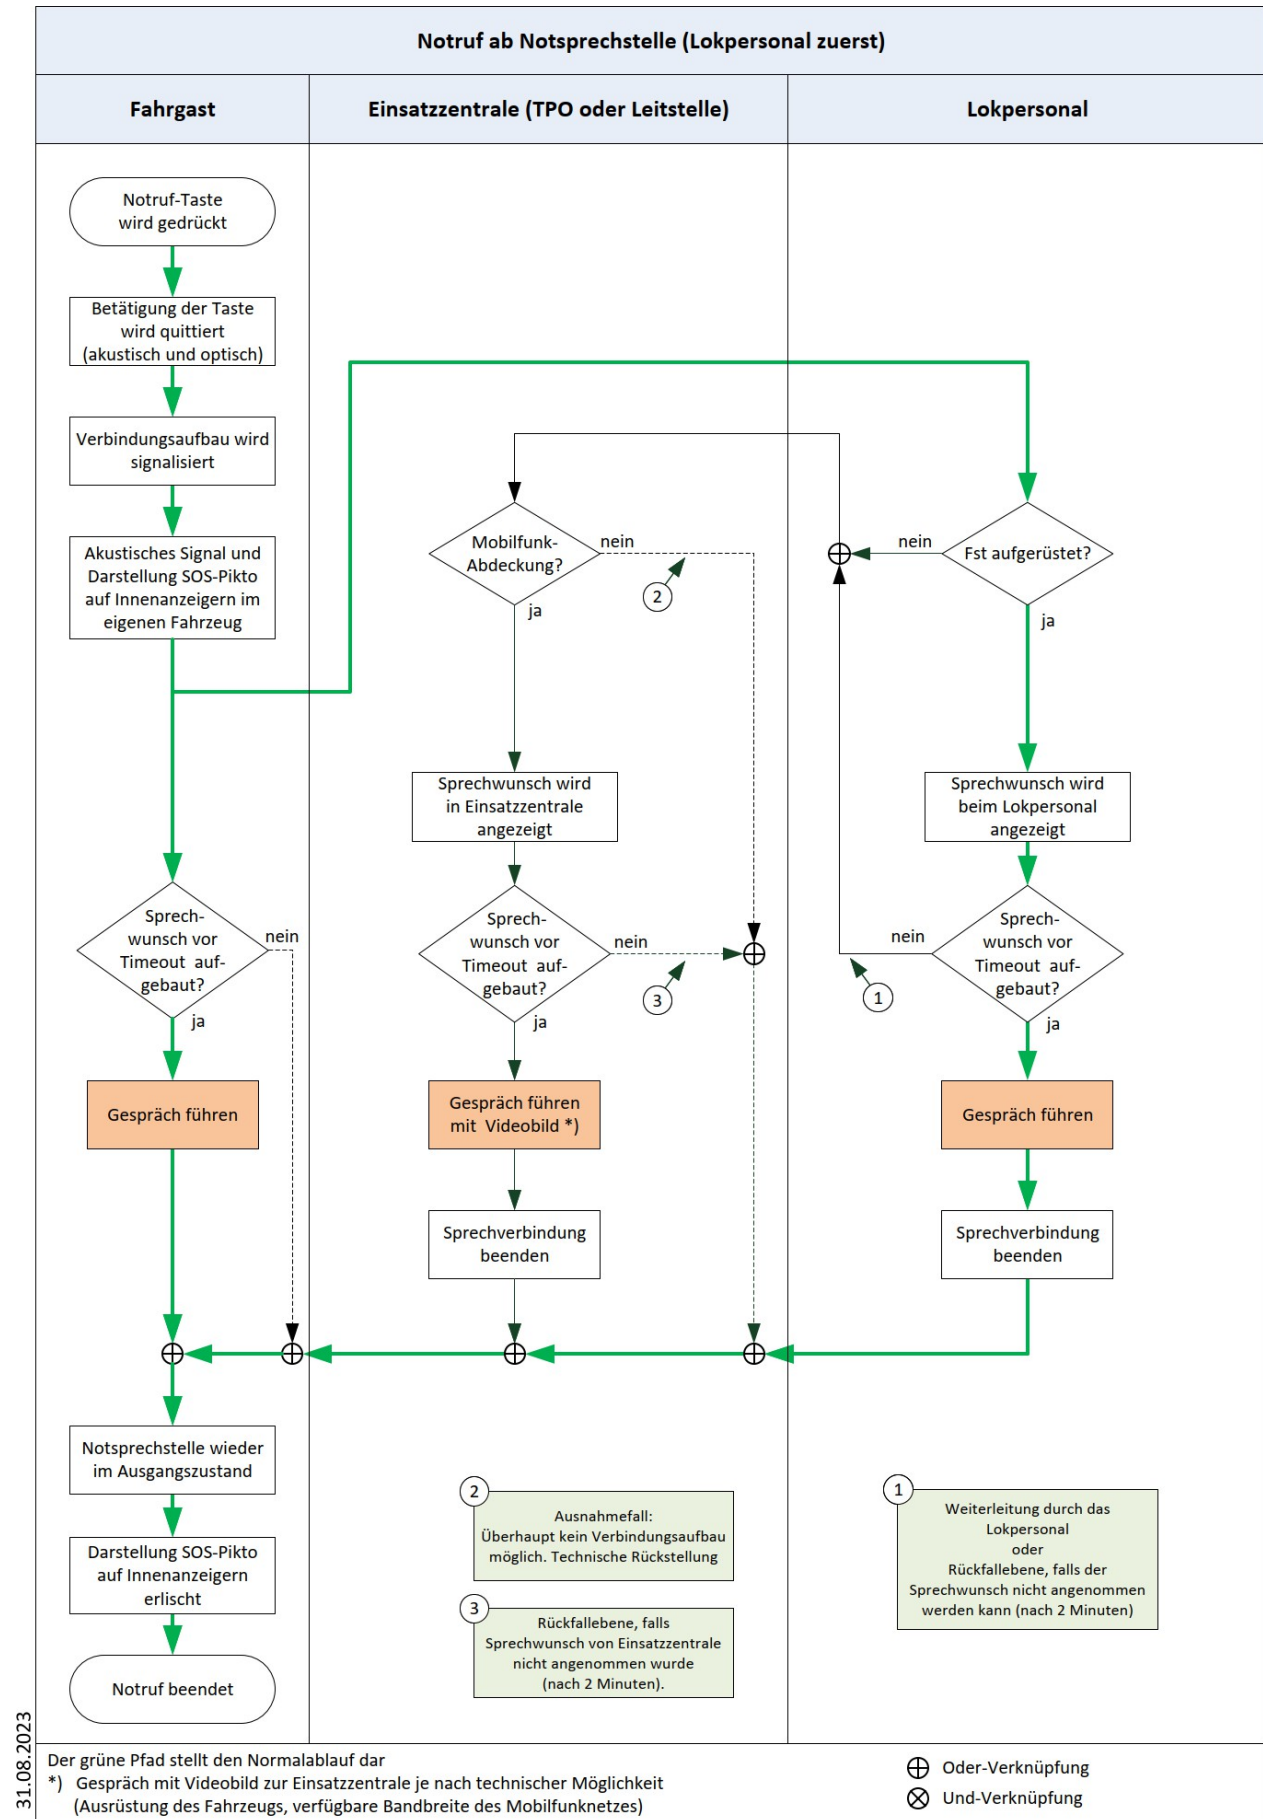 Notruf ab Notsprechstelle (Lokpersonal zuerst)
Fahrgast
Einsatzzentrale (TPO oder Leitstelle)
Lokpersonal
Notruf-Taste
wird gedrückt
Betätigung der Taste
wird quittiert
(akustisch und optisch)
Verbindungsaufbau wird
signalisiert
Akustisches Signal und
Darstellung SOS-Pikto
auf Innenanzeigern im
eigenen Fahrzeug
Sprech-
wunsch vor
Timeout auf-
gebaut?
nein
ja
Gespräch führen
Notsprechstelle wieder
im Ausgangszustand
Darstellung SOS-Pikto
auf Innenanzeigern
erlischt
Notruf beendet
Mobilfunk-
Abdeckung?
nein
2
ja
Sprechwunsch wird
in Einsatzzentrale
angezeigt
Sprech-
wunsch vor
Timeout auf-
gebaut?
nein
3
ja
Gespräch führen
mit Videobild *)
Sprechverbindung
beenden
2
Ausnahmefall:
Überhaupt kein Verbindungsaufbau
möglich. Technische Rückstellung
3
Rückfallebene, falls
Sprechwunsch von Einsatzzentrale
nicht angenommen wurde
(nach 2 Minuten).
Fst aufgerüstet?
nein
ja
Sprechwunsch wird
beim Lokpersonal
angezeigt
Sprech-
wunsch vor
Timeout auf-
gebaut?
nein
1
ja
Gespräch führen
Sprechverbindung
beenden
1
Weiterleitung durch das
Lokpersonal
oder
Rückfallebene, falls der
Sprechwunsch nicht angenommen
werden kann (nach 2 Minuten)
31.08.2023
Der grüne Pfad stellt den Normalablauf dar
*) Gespräch mit Videobild zur Einsatzzentrale je nach technischer Möglichkeit
(Ausrüstung des Fahrzeugs, verfügbare Bandbreite des Mobilfunknetzes)
Oder-Verknüpfung
Und-Verknüpfung